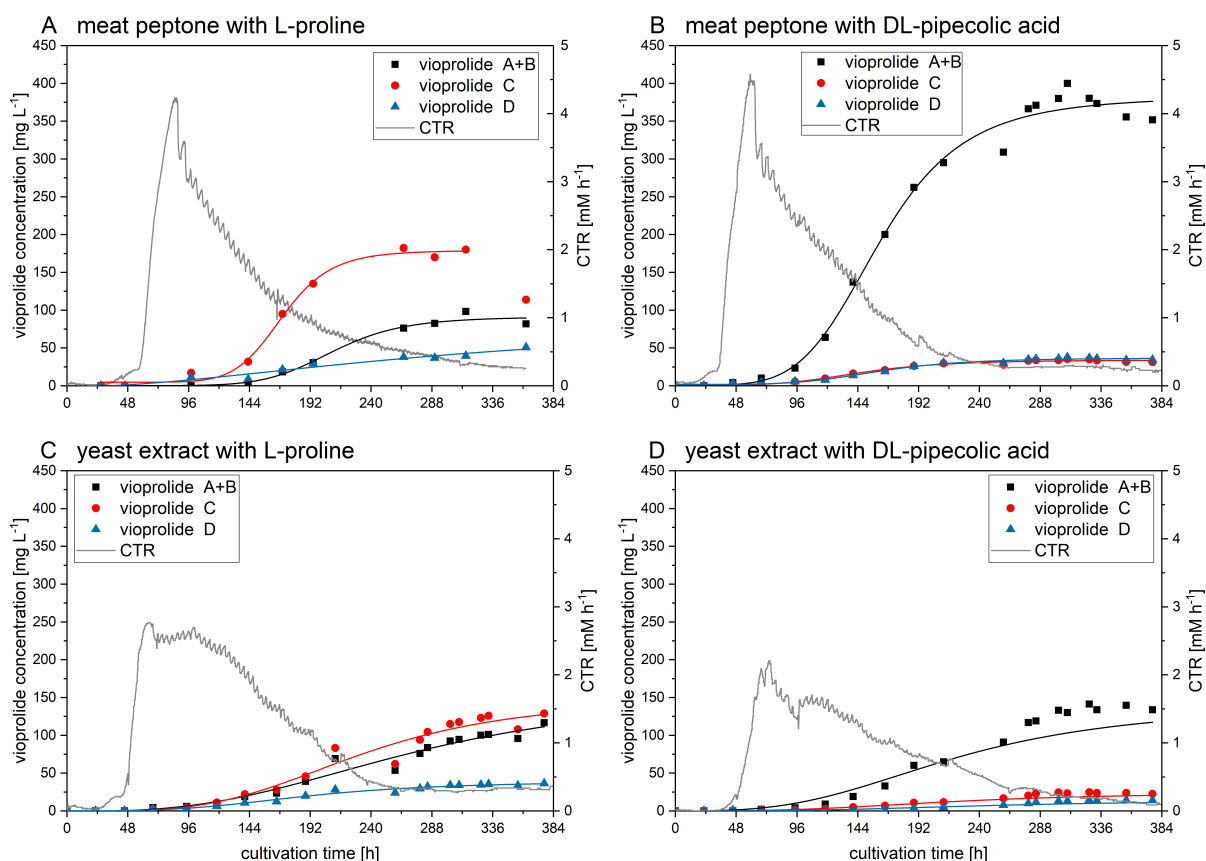 A meat peptone with L-proline
450
400
350
300
250
200
150
100
50
0
vioprolide concentration [mg L-1]
vioprolide A+B
vioprolide C
vioprolide D
CTR
5
4
3
2
1
0
CTR [mM h-1]
0 48 96 144 192 240 288 336 384
B meat peptone with DL-pipecolic acid
450
400
350
300
250
200
150
100
50
0
vioprolide concentration [mg L-1]
vioprolide A+B
vioprolide C
vioprolide D
CTR
5
4
3
2
1
0
CTR [mM h-1]
0 48 96 144 192 240 288 336 384
C yeast extract with L-proline
450
400
350
300
250
200
150
100
50
0
vioprolide concentration [mg L-1]
vioprolide A+B
vioprolide C
vioprolide D
CTR
5
4
3
2
1
0
CTR [mM h-1]
0 48 96 144 192 240 288 336 384
cultivation time [h]
D yeast extract with DL-pipecolic acid
450
400
350
300
250
200
150
100
50
0
vioprolide concentration [mg L-1]
vioprolide A+B
vioprolide C
vioprolide D
CTR
5
4
3
2
1
0
CTR [mM h-1]
0 48 96 144 192 240 288 336 384
cultivation time [h]